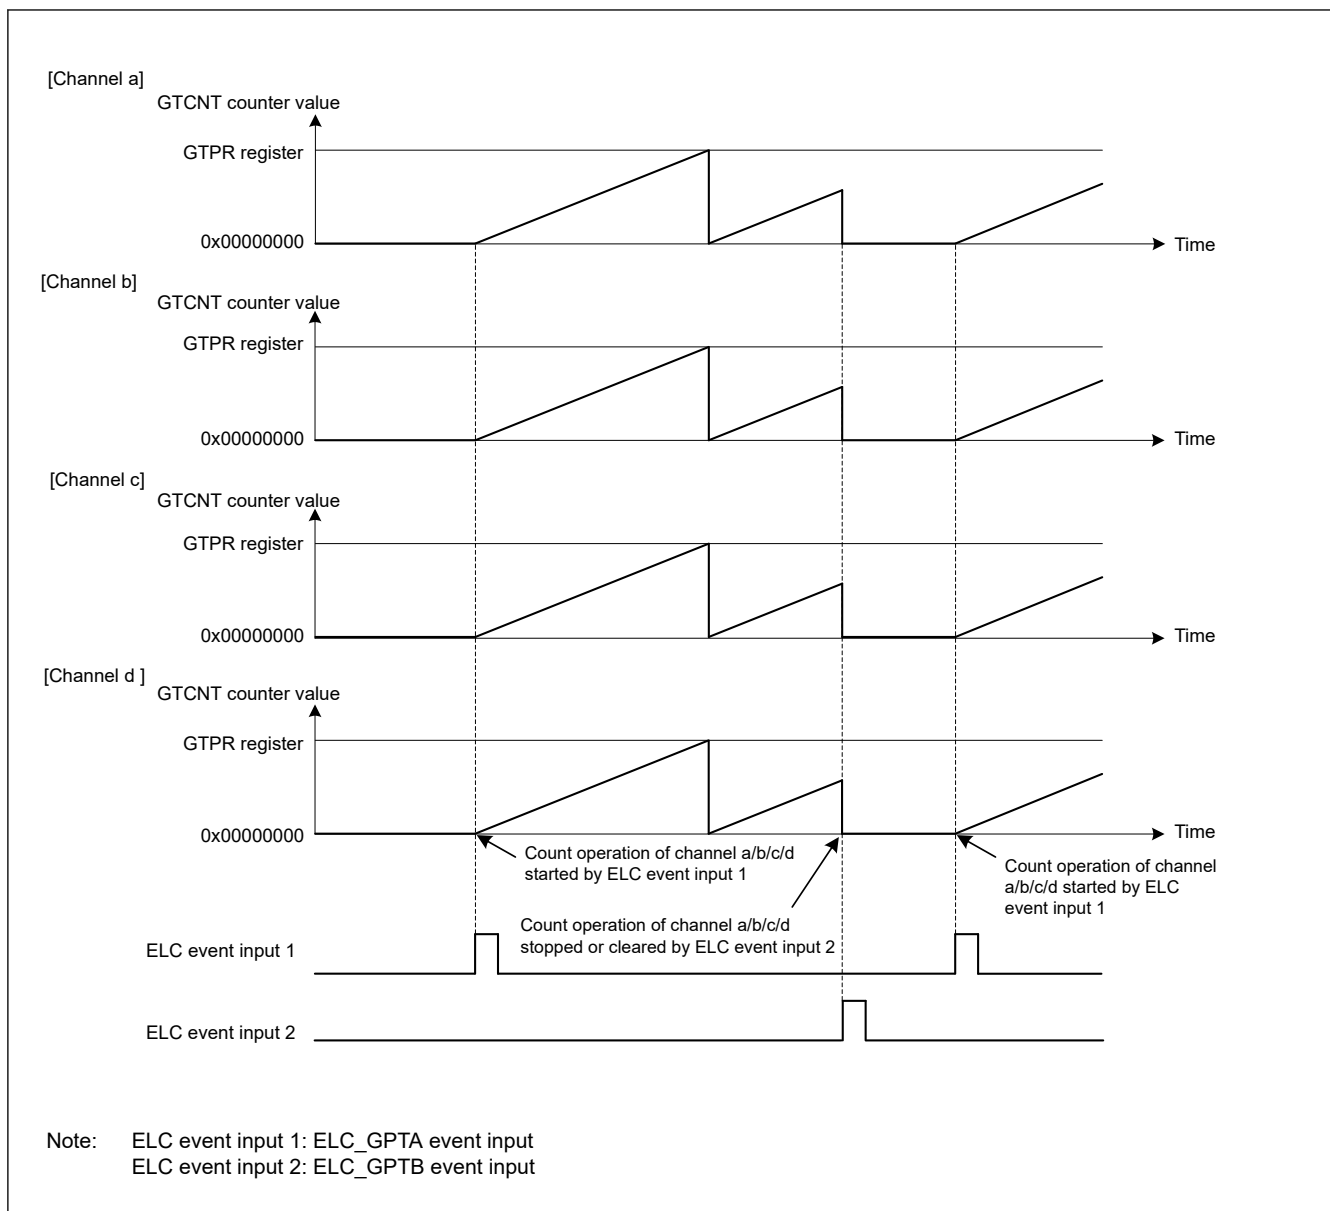 [Channel a]
GTCNT counter value
GTPR register
0x00000000
Time
[Channel b]
GTCNT counter value
GTPR register
0x00000000
Time
[Channel c]
GTCNT counter value
GTPR register
0x00000000
Time
[Channel d ]
GTCNT counter value
GTPR register
0x00000000
Time
Count operation of channel a/b/c/d
started by ELC event input 1
Count operation of channel
a/b/c/d started by ELC
event input 1
Count operation of channel a/b/c/d
stopped or cleared by ELC event input 2
ELC event input 1
ELC event input 2
Note: ELC event input 1: ELC_GPTA event input
ELC event input 2: ELC_GPTB event input